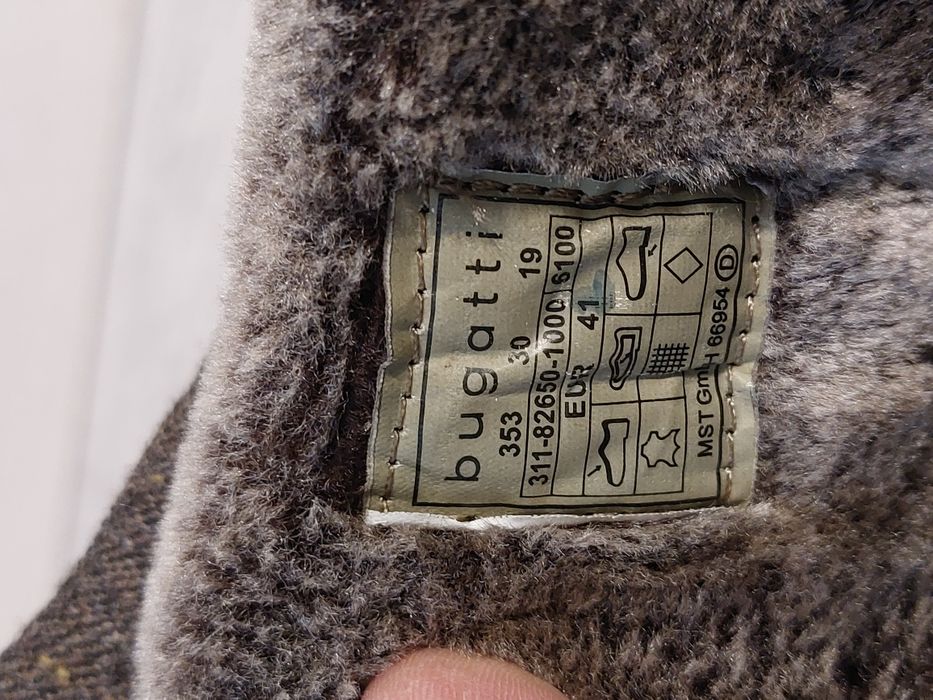 bugatti
353 30 19
311-82650-1000 6100
EUR 41
MST GmbH 66954 D